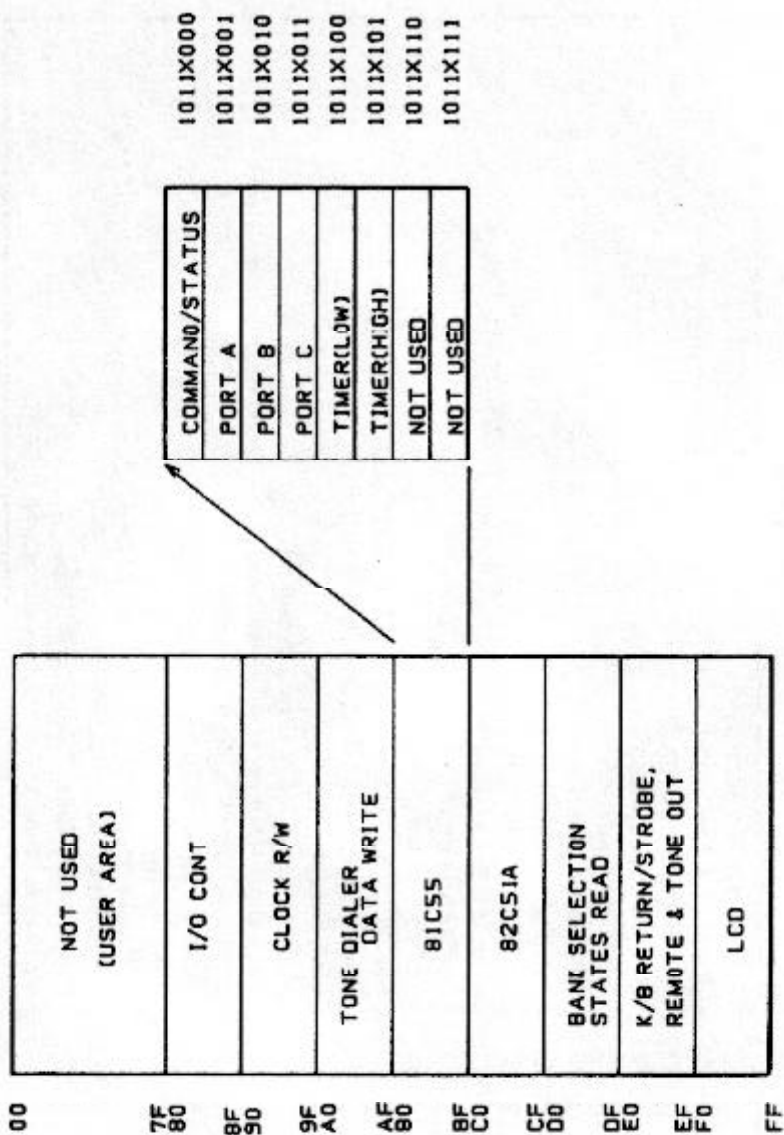 00
NOT USED
(USER AREA)
7F
80
I/O CONT
8F
90
CLOCK R/W
9F
A0
TONE DIALER
DATA WRITE
AF
B0
81C55
BF
C0
82C51A
CF
D0
BANK SELECTION
STATES READ
DF
E0
K/B RETURN/STROBE,
REMOTE & TONE OUT
EF
F0
LCD
FF
COMMAND/STATUS 1011X000
PORT A 1011X001
PORT B 1011X010
PORT C 1011X011
TIMER(LOW) 1011X100
TIMER(HIGH) 1011X101
NOT USED 1011X110
NOT USED 1011X111